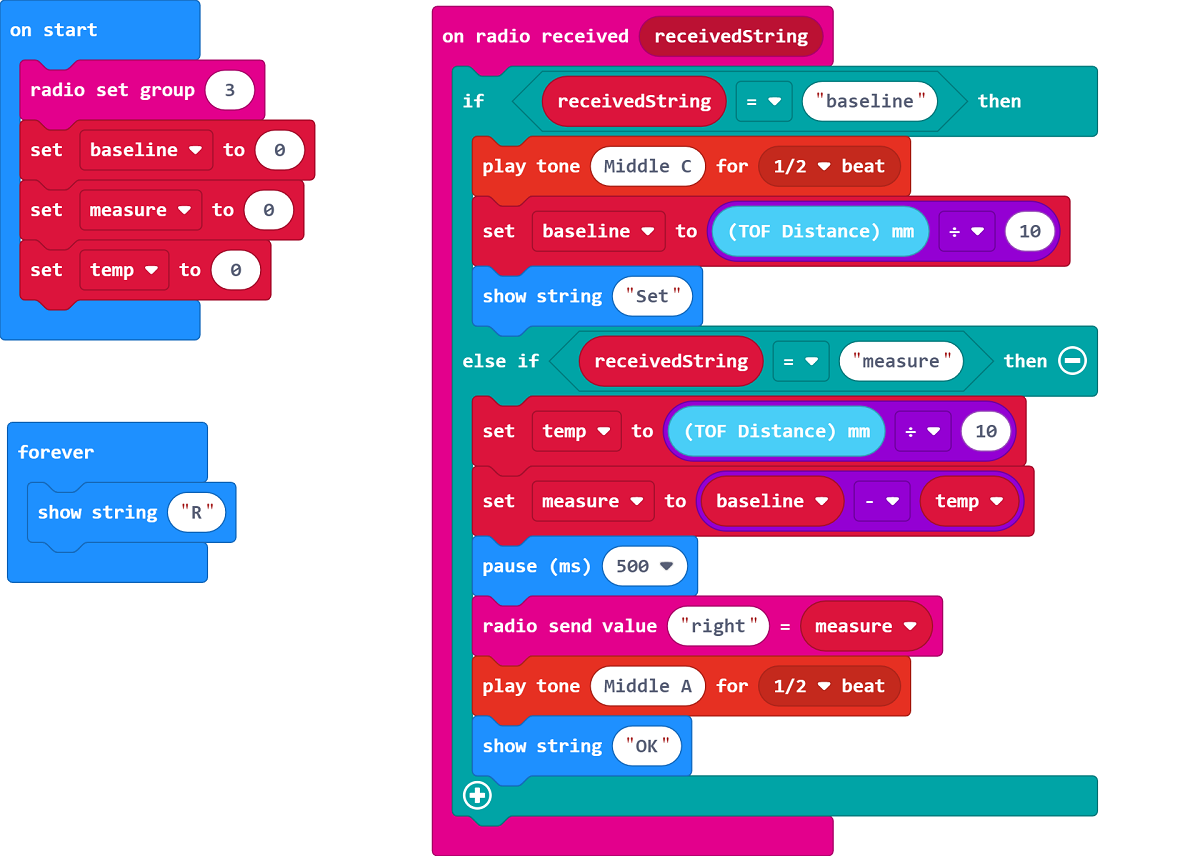 on start
radio set group 3
set baseline to 0
set measure to 0
set temp to 0
forever
show string "R"
on radio received receivedString
if receivedString = "baseline" then
play tone Middle C for 1/2 beat
set baseline to (TOF Distance) mm ÷ 10
show string "Set"
else if receivedString = "measure" then
set temp to (TOF Distance) mm ÷ 10
set measure to baseline - temp
pause (ms) 500
radio send value "right" = measure
play tone Middle A for 1/2 beat
show string "OK"